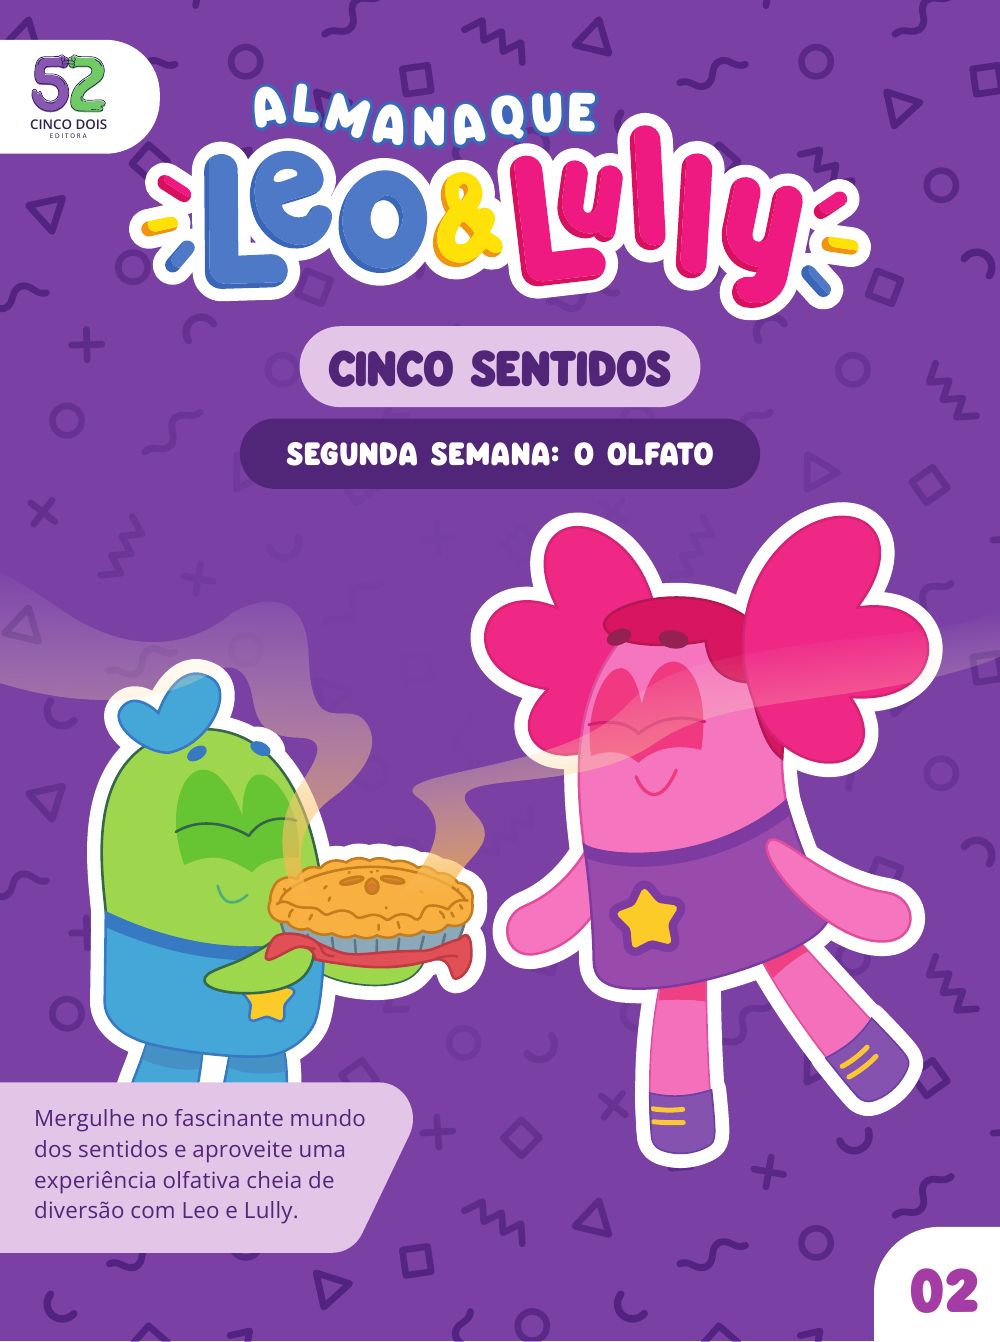 52
CINCO DOIS
EDITORA
ALMANAQUE
Leo & Lully
CINCO SENTIDOS
SEGUNDA SEMANA: O OLFATO
Mergulhe no fascinante mundo
dos sentidos e aproveite uma
experiência olfativa cheia de
diversão com Leo e Lully.
02